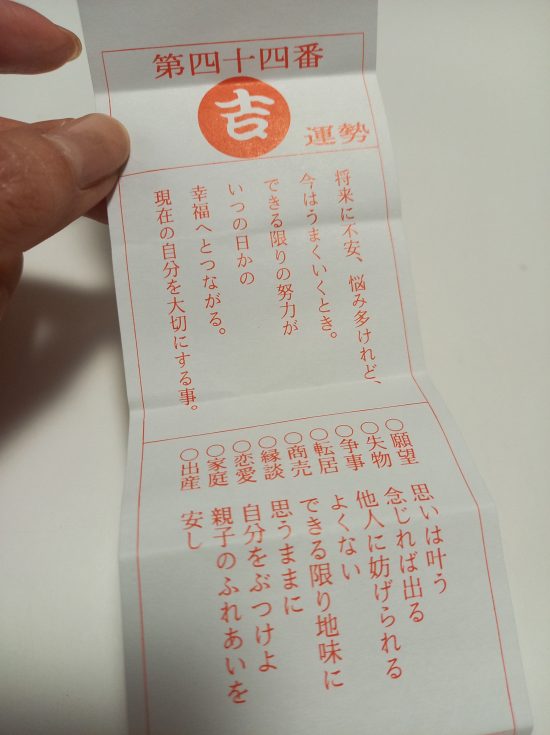 第四十四番
吉
運勢
将来に不安、悩み多けれど、
今はうまくいくとき。
できる限りの努力が
いつの日かの
幸福へとつながる。
現在の自分を大切にする事。
○願望 思いは叶う
○失物 念じれば出る
○争事 他人に妨げられる
○転居 よくない
○商売 できる限り地味に
○縁談 思うままに
○恋愛 自分をぶつけよ
○家庭 親子のふれあいを
○出産 安し